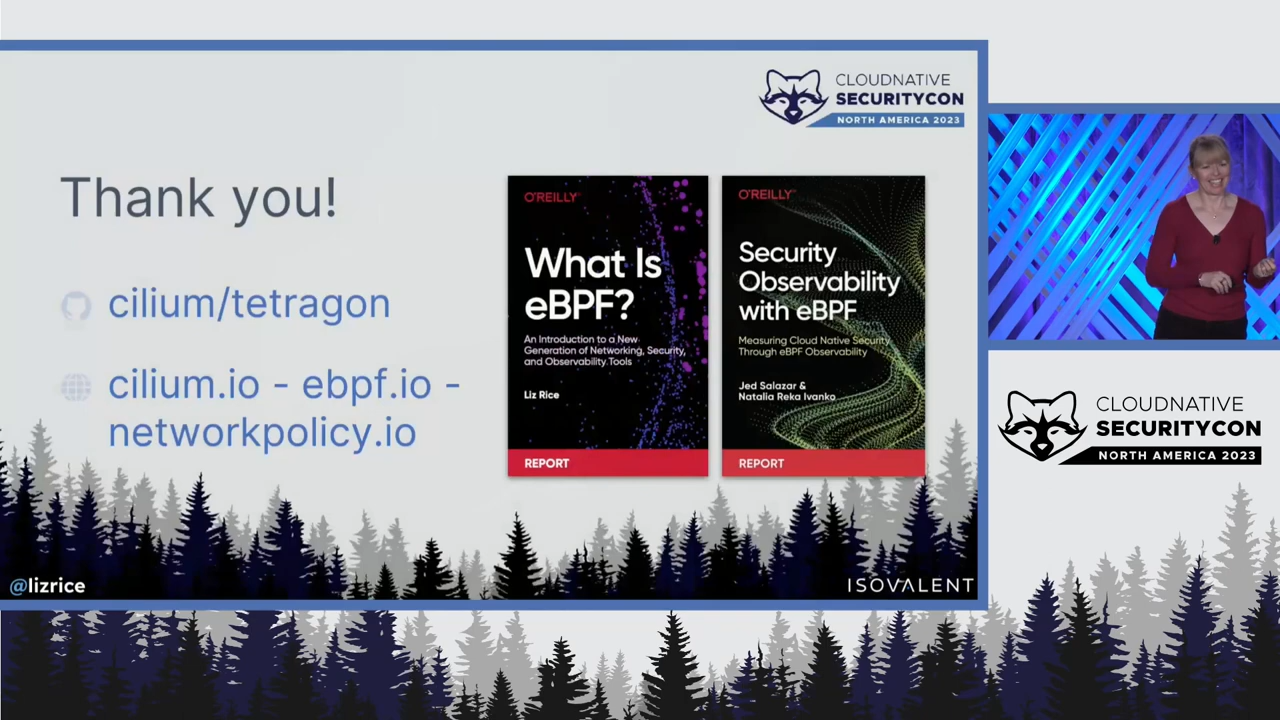 CLOUDNATIVE
SECURITYCON
NORTH AMERICA 2023
Thank you!
cilium/tetragon
cilium.io - ebpf.io -
networkpolicy.io
O'REILLY™
What Is
eBPF?
An Introduction to a New
Generation of Networking, Security,
and Observability Tools
Liz Rice
REPORT
O'REILLY™
Security
Observability
with eBPF
Measuring Cloud Native Security
Through eBPF Observability
Jed Salazar &
Natalia Reka Ivanko
REPORT
@lizrice
ISOVALENT
CLOUDNATIVE
SECURITYCON
NORTH AMERICA 2023